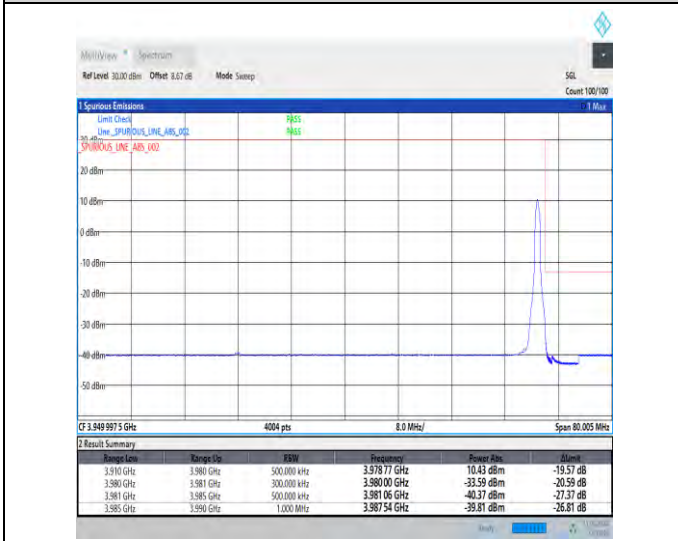 MultiView Spectrum
Ref Level 30.00 dBm Offset 8.67 dB Mode Sweep SGL
Count 100/100
1 Spurious Emissions 1 Max
Limit Check PASS
Line _SPURIOUS_LINE_ABS_002 PASS
30 dBm
_SPURIOUS_LINE_ABS_002
20 dBm
10 dBm
0 dBm
-10 dBm
-20 dBm
-30 dBm
-40 dBm
-50 dBm
CF 3.949 997 5 GHz 4004 pts 8.0 MHz/ Span 80.005 MHz
2 Result Summary
Range Low Range Up RBW Frequency Power Abs ΔLimit
3.910 GHz 3.980 GHz 500.000 kHz 3.978 77 GHz 10.43 dBm -19.57 dB
3.980 GHz 3.981 GHz 300.000 kHz 3.980 00 GHz -33.59 dBm -20.59 dB
3.981 GHz 3.985 GHz 500.000 kHz 3.981 06 GHz -40.37 dBm -27.37 dB
3.985 GHz 3.990 GHz 1.000 MHz 3.987 54 GHz -39.81 dBm -26.81 dB
Ready